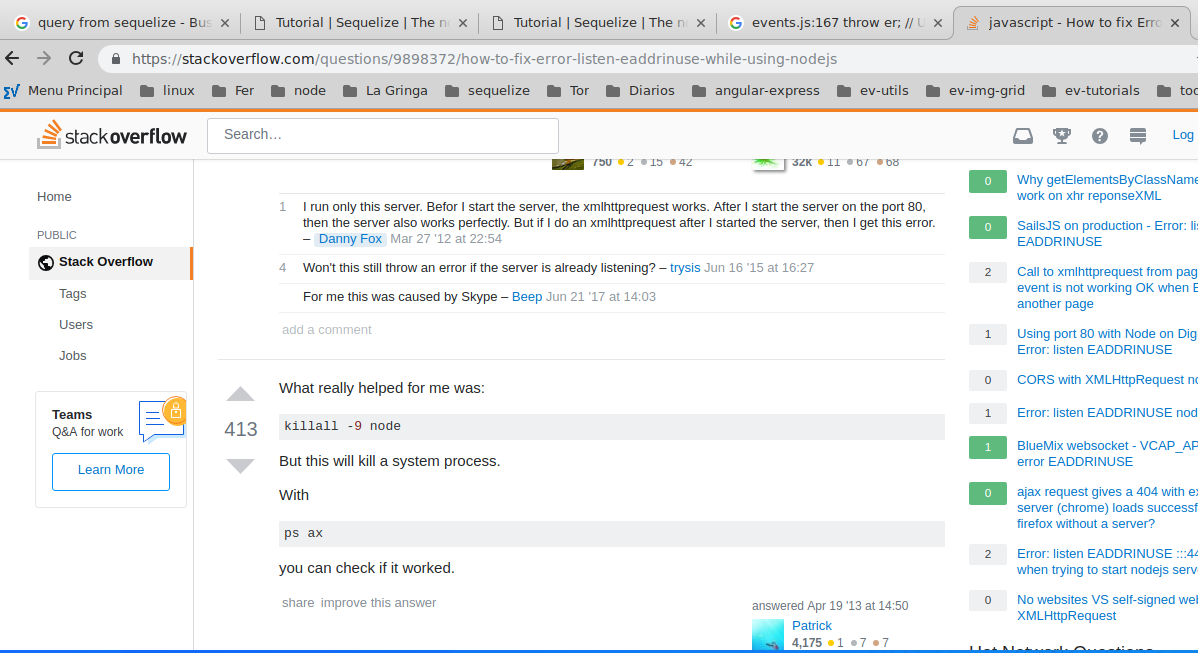 query from sequelize - Bus
Tutorial | Sequelize | The n
Tutorial | Sequelize | The n
events.js:167 throw er; // U
javascript - How to fix Erro
https://stackoverflow.com/questions/9898372/how-to-fix-error-listen-eaddrinuse-while-using-nodejs
Menu Principal linux Fer node La Gringa sequelize Tor Diarios angular-express ev-utils ev-img-grid ev-tutorials too
stackoverflow
Search…
Log
Home
PUBLIC
Stack Overflow
Tags
Users
Jobs
Teams
Q&A for work
Learn More
750 2 15 42
32k 11 67 68
1 I run only this server. Befor I start the server, the xmlhttprequest works. After I start the server on the port 80,
then the server also works perfectly. But if I do an xmlhttprequest after I started the server, then I get this error.
– Danny Fox Mar 27 '12 at 22:54
4 Won't this still throw an error if the server is already listening? – trysis Jun 16 '15 at 16:27
For me this was caused by Skype – Beep Jun 21 '17 at 14:03
add a comment
413
What really helped for me was:
killall -9 node
But this will kill a system process.
With
ps ax
you can check if it worked.
share improve this answer
answered Apr 19 '13 at 14:50
Patrick
4,175 1 7 7
0 Why getElementsByClassName
work on xhr reponseXML
0 SailsJS on production - Error: lis
EADDRINUSE
2 Call to xmlhttprequest from pag
event is not working OK when E
another page
1 Using port 80 with Node on Dig
Error: listen EADDRINUSE
0 CORS with XMLHttpRequest no
1 Error: listen EADDRINUSE nod
1 BlueMix websocket - VCAP_AP
error EADDRINUSE
0 ajax request gives a 404 with ex
server (chrome) loads successf
firefox without a server?
2 Error: listen EADDRINUSE :::44
when trying to start nodejs serv
0 No websites VS self-signed web
XMLHttpRequest
Hot Network Questions